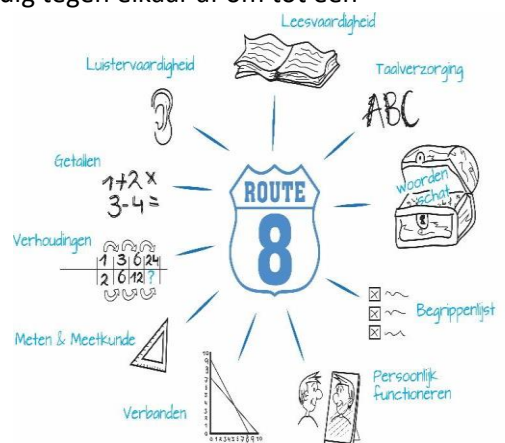 dig tegen elkaar af om tot een
Leesvaardigheid
Luistervaardigheid
Taalverzorging
ABC
Getallen
1+2x
3-4=
ROUTE
8
woorden
schat
Verhoudingen
1 3 6 24
2 6 12 ?
Begrippenlijst
Meten & Meetkunde
Persoonlijk
functioneren
Verbanden